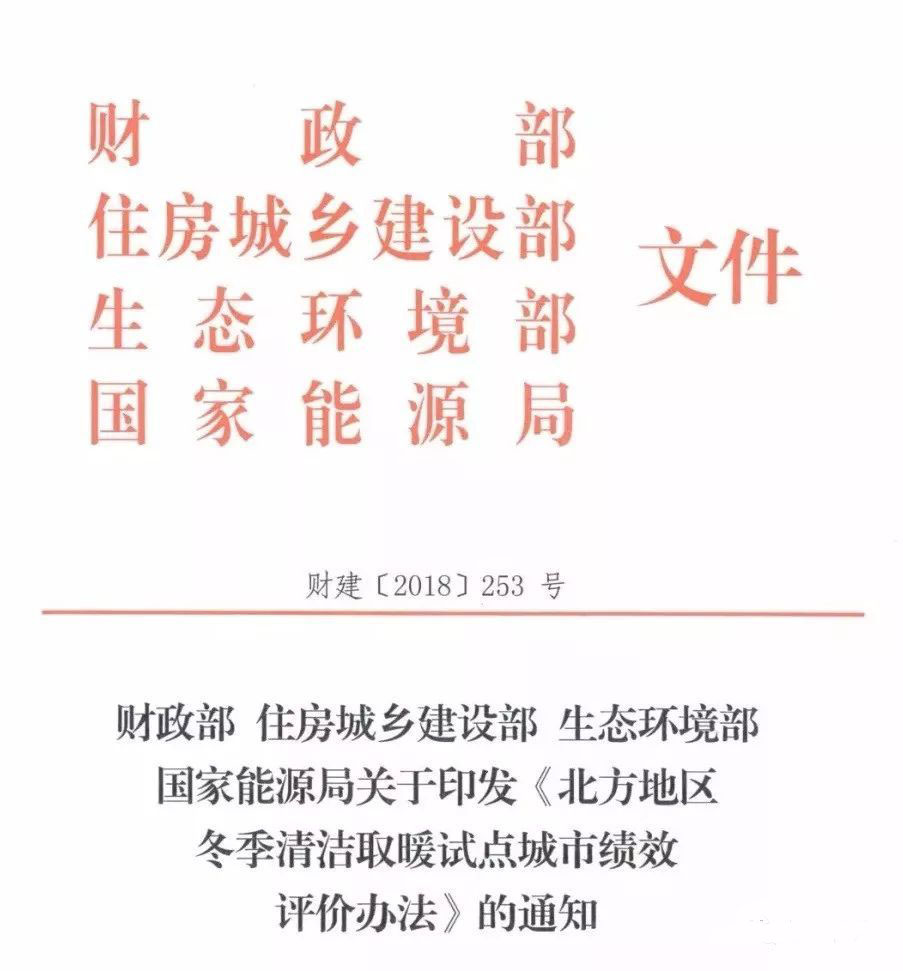 财政部
住房城乡建设部
生态环境部
国家能源局
文件
财建〔2018〕253 号
财政部 住房城乡建设部 生态环境部
国家能源局关于印发《北方地区
冬季清洁取暖试点城市绩效
评价办法》的通知